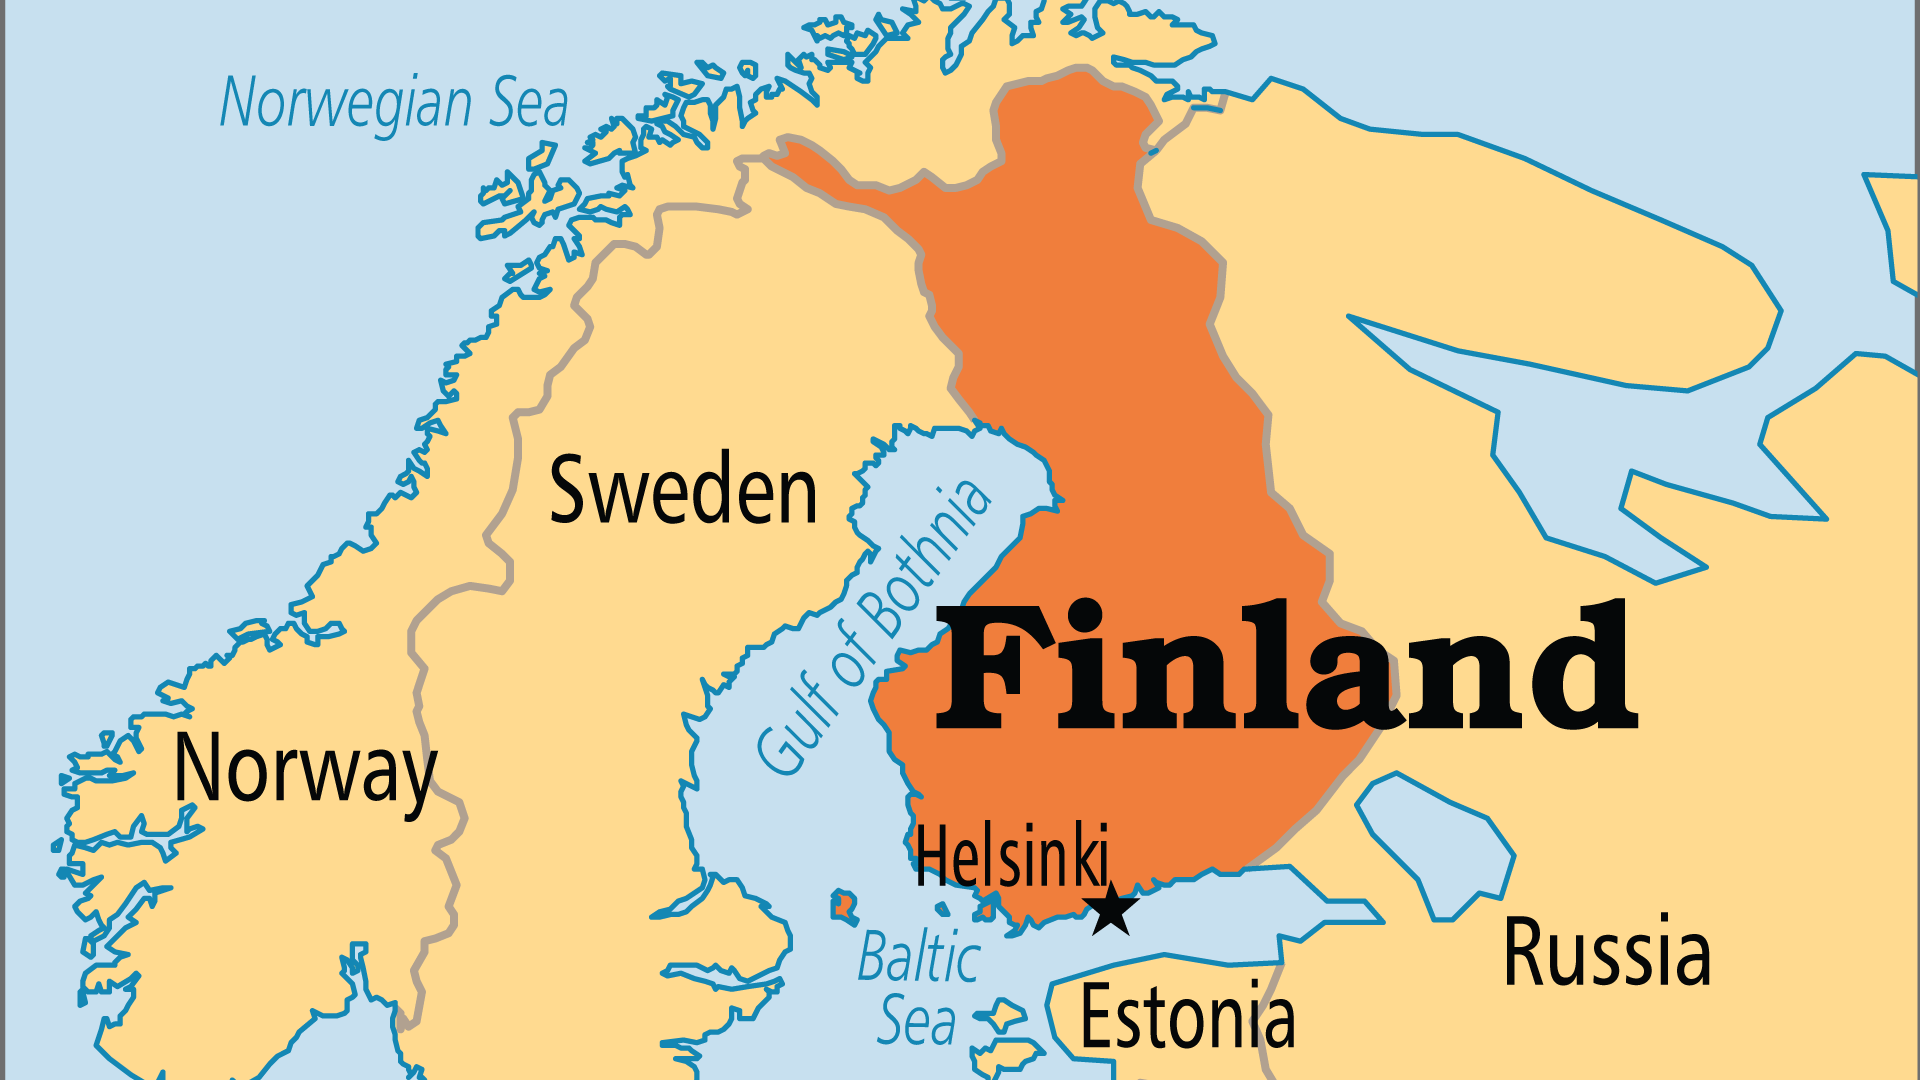 Norwegian Sea
Sweden
Gulf of Bothnia
Finland
Norway
Helsinki
Baltic
Sea
Russia
Estonia